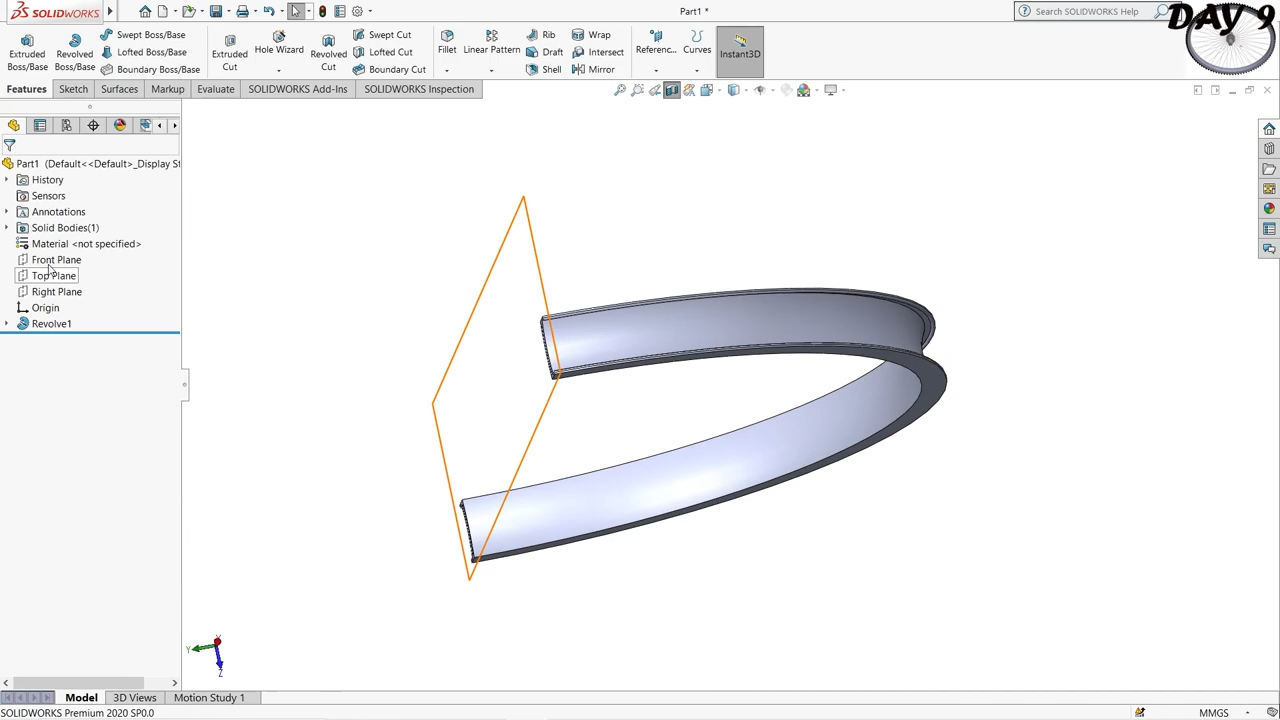 SOLIDWORKS
Part1 *
Search SOLIDWORKS Help
DAY 9
Extruded Boss/Base
Revolved Boss/Base
Swept Boss/Base
Lofted Boss/Base
Boundary Boss/Base
Extruded Cut
Hole Wizard
Revolved Cut
Swept Cut
Lofted Cut
Boundary Cut
Fillet
Linear Pattern
Rib
Draft
Shell
Wrap
Intersect
Mirror
Referenc...
Curves
Instant3D
Features
Sketch
Surfaces
Markup
Evaluate
SOLIDWORKS Add-Ins
SOLIDWORKS Inspection
Part1 (Default<<Default>_Display St
History
Sensors
Annotations
Solid Bodies(1)
Material <not specified>
Front Plane
Top Plane
Right Plane
Origin
Revolve1
Y
X
Z
Model
3D Views
Motion Study 1
SOLIDWORKS Premium 2020 SP0.0
MMGS